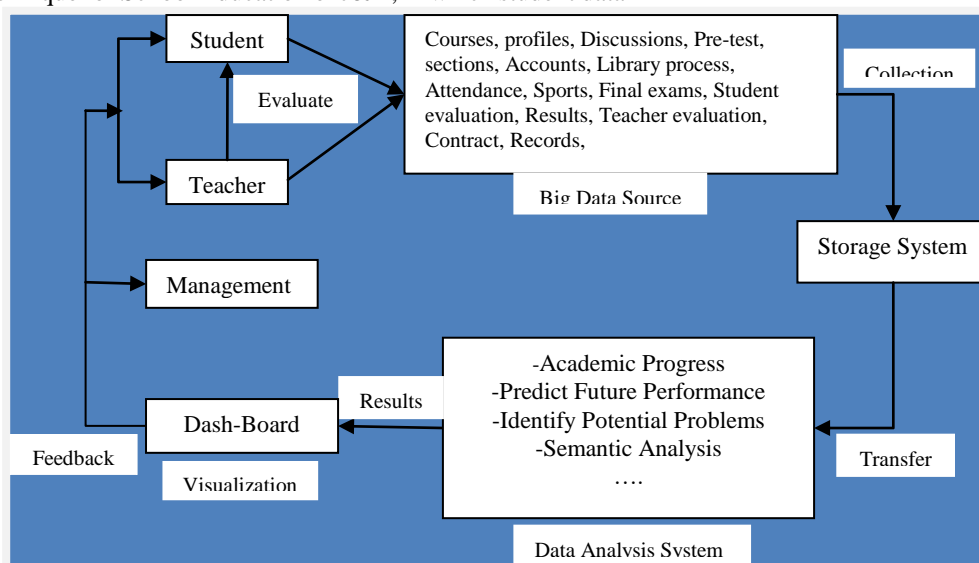 Student
Courses, profiles, Discussions, Pre-test,
sections, Accounts, Library process,
Attendance, Sports, Final exams, Student
evaluation, Results, Teacher evaluation,
Contract, Records,
Collection
Evaluate
Teacher
Big Data Source
Storage System
Management
-Academic Progress
-Predict Future Performance
-Identify Potential Problems
-Semantic Analysis
….
Results
Dash-Board
Feedback
Visualization
Transfer
Data Analysis System